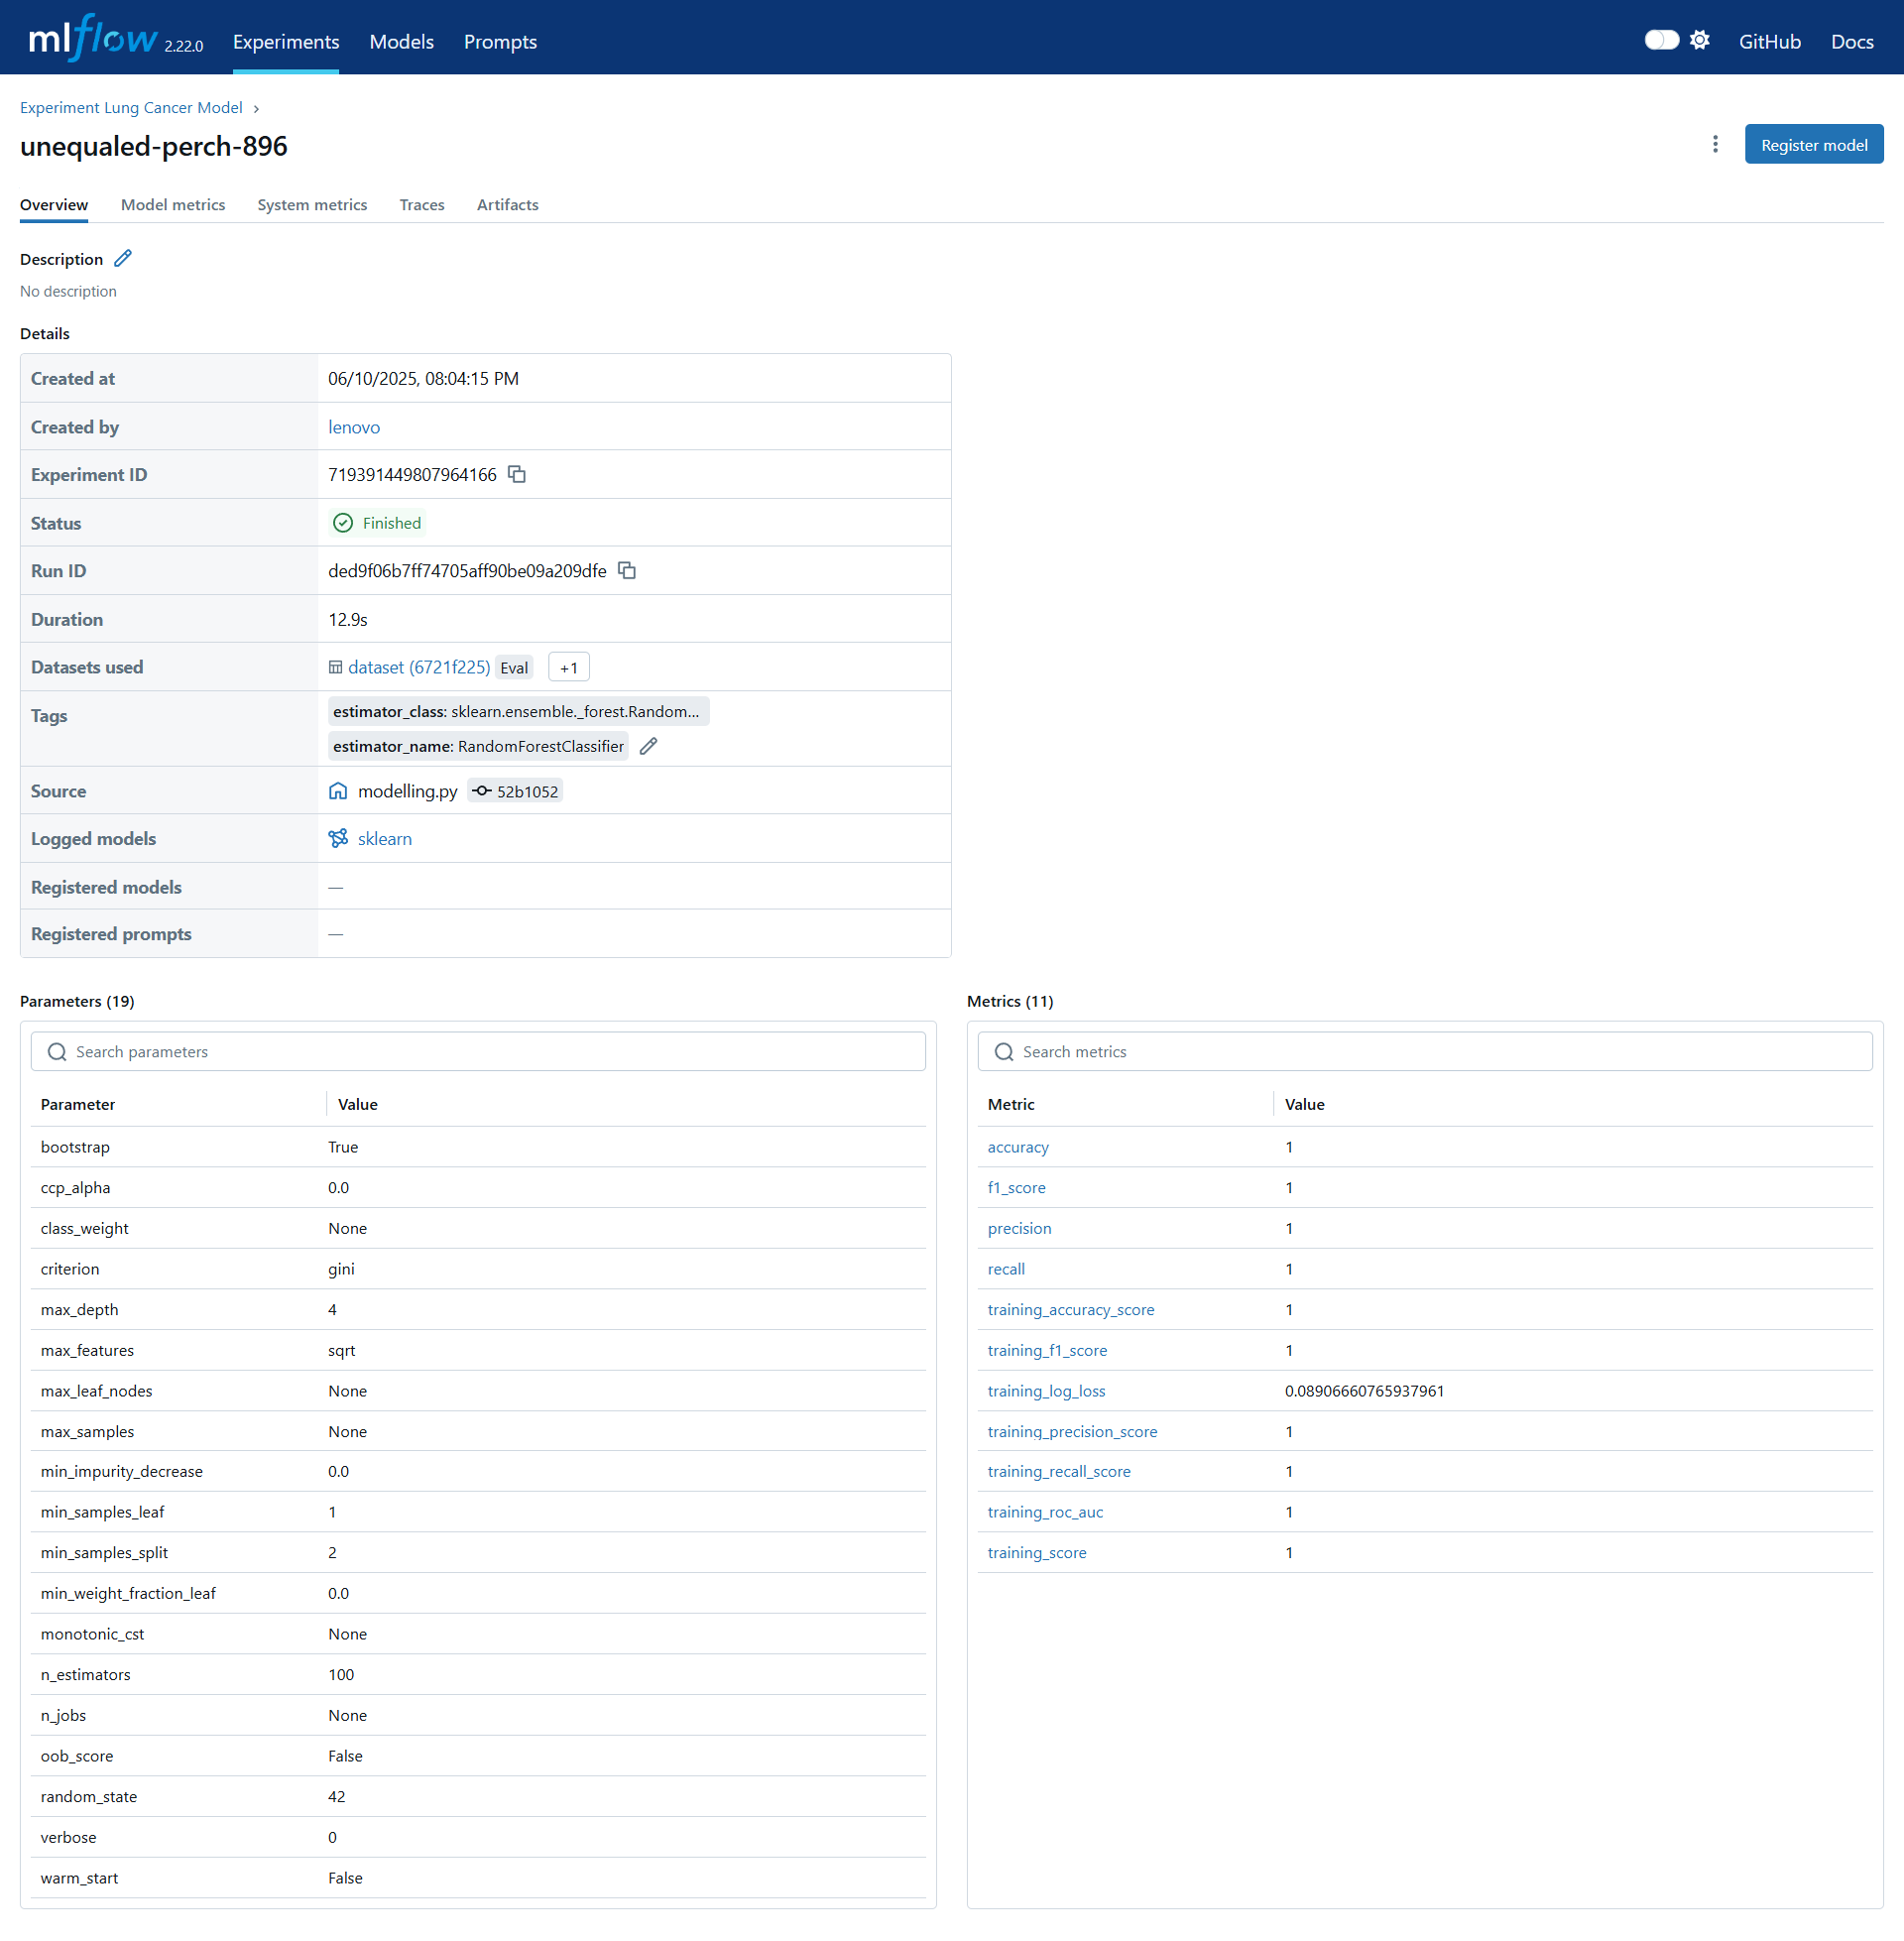 mlflow 2.22.0 Experiments Models Prompts GitHub Docs
Experiment Lung Cancer Model
unequaled-perch-896
Register model
Overview Model metrics System metrics Traces Artifacts
Description
No description
Details
Created at 06/10/2025, 08:04:15 PM
Created by lenovo
Experiment ID 719391449807964166
Status Finished
Run ID ded9f06b7ff74705aff90be09a209dfe
Duration 12.9s
Datasets used dataset (6721f225) Eval +1
Tags estimator_class: sklearn.ensemble._forest.Random...
estimator_name: RandomForestClassifier
Source modelling.py 52b1052
Logged models sklearn
Registered models —
Registered prompts —
Parameters (19)
Search parameters
Parameter Value
bootstrap True
ccp_alpha 0.0
class_weight None
criterion gini
max_depth 4
max_features sqrt
max_leaf_nodes None
max_samples None
min_impurity_decrease 0.0
min_samples_leaf 1
min_samples_split 2
min_weight_fraction_leaf 0.0
monotonic_cst None
n_estimators 100
n_jobs None
oob_score False
random_state 42
verbose 0
warm_start False
Metrics (11)
Search metrics
Metric Value
accuracy 1
f1_score 1
precision 1
recall 1
training_accuracy_score 1
training_f1_score 1
training_log_loss 0.08906660765937961
training_precision_score 1
training_recall_score 1
training_roc_auc 1
training_score 1